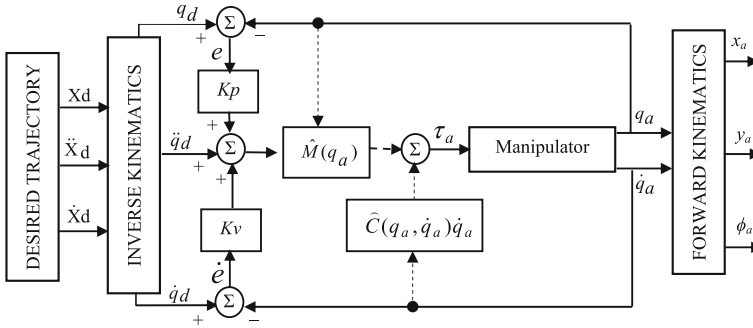 DESIRED TRAJECTORY
Xd
Ẍd
Ẋd
INVERSE KINEMATICS
q_d
+
Σ
−
e
Kp
+
q̈_d
+
Σ
+
Kv
ė
q̇_d
+
Σ
−
M̂(q_a)
Σ
τ_a
Ĉ(q_a, q̇_a)q̇_a
Manipulator
q_a
q̇_a
FORWARD KINEMATICS
x_a
y_a
ϕ_a